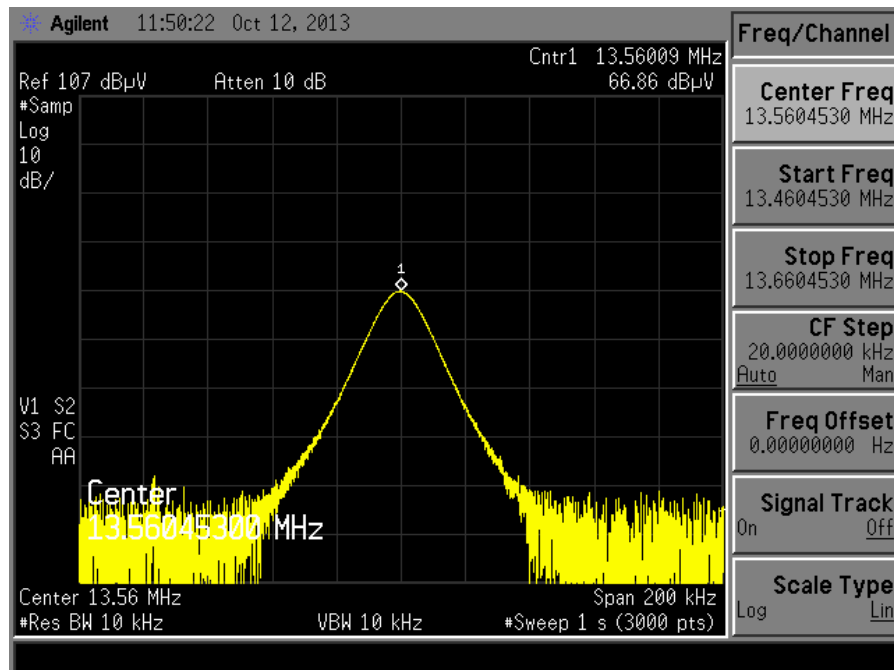 Agilent 11:50:22 Oct 12, 2013
Cntr1 13.56009 MHz
Ref 107 dBµV Atten 10 dB 66.86 dBµV
#Samp
Log
10
dB/
1
V1 S2
S3 FC
AA
Center
13.56045300 MHz
Center 13.56 MHz Span 200 kHz
#Res BW 10 kHz VBW 10 kHz #Sweep 1 s (3000 pts)
Freq/Channel
Center Freq
13.5604530 MHz
Start Freq
13.4604530 MHz
Stop Freq
13.6604530 MHz
CF Step
20.0000000 kHz
Auto Man
Freq Offset
0.00000000 Hz
Signal Track
On Off
Scale Type
Log Lin